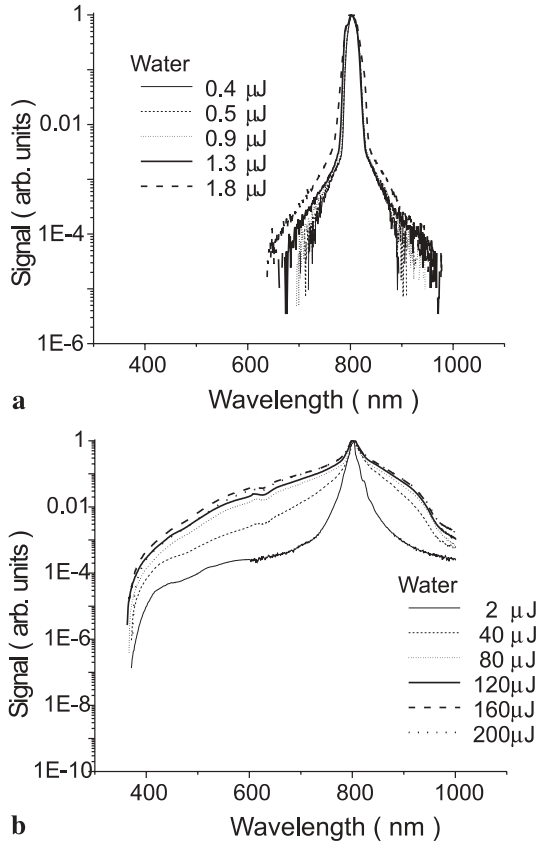 1
0.01
1E-4
1E-6
Signal ( arb. units)
Water
0.4 μJ
0.5 μJ
0.9 μJ
1.3 μJ
1.8 μJ
400 600 800 1000
Wavelength ( nm )
a
1
0.01
1E-4
1E-6
1E-8
1E-10
Signal ( arb. units)
Water
2 μJ
40 μJ
80 μJ
120μJ
160μJ
200μJ
400 600 800 1000
Wavelength ( nm )
b